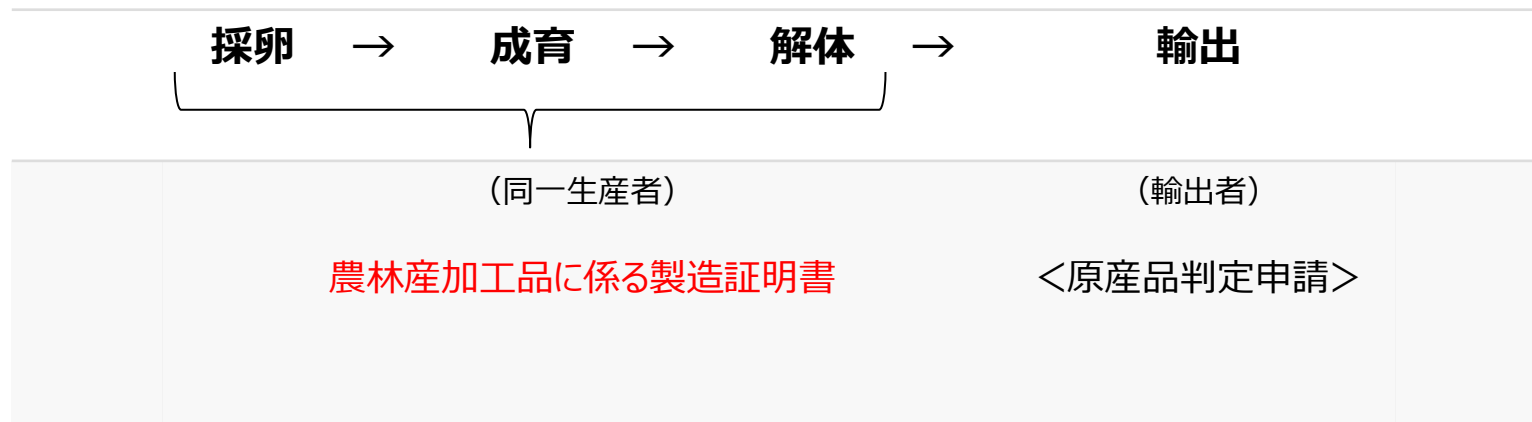 採卵 → 成育 → 解体 → 輸出
（同一生産者） （輸出者）
農林産加工品に係る製造証明書 ＜原産品判定申請＞